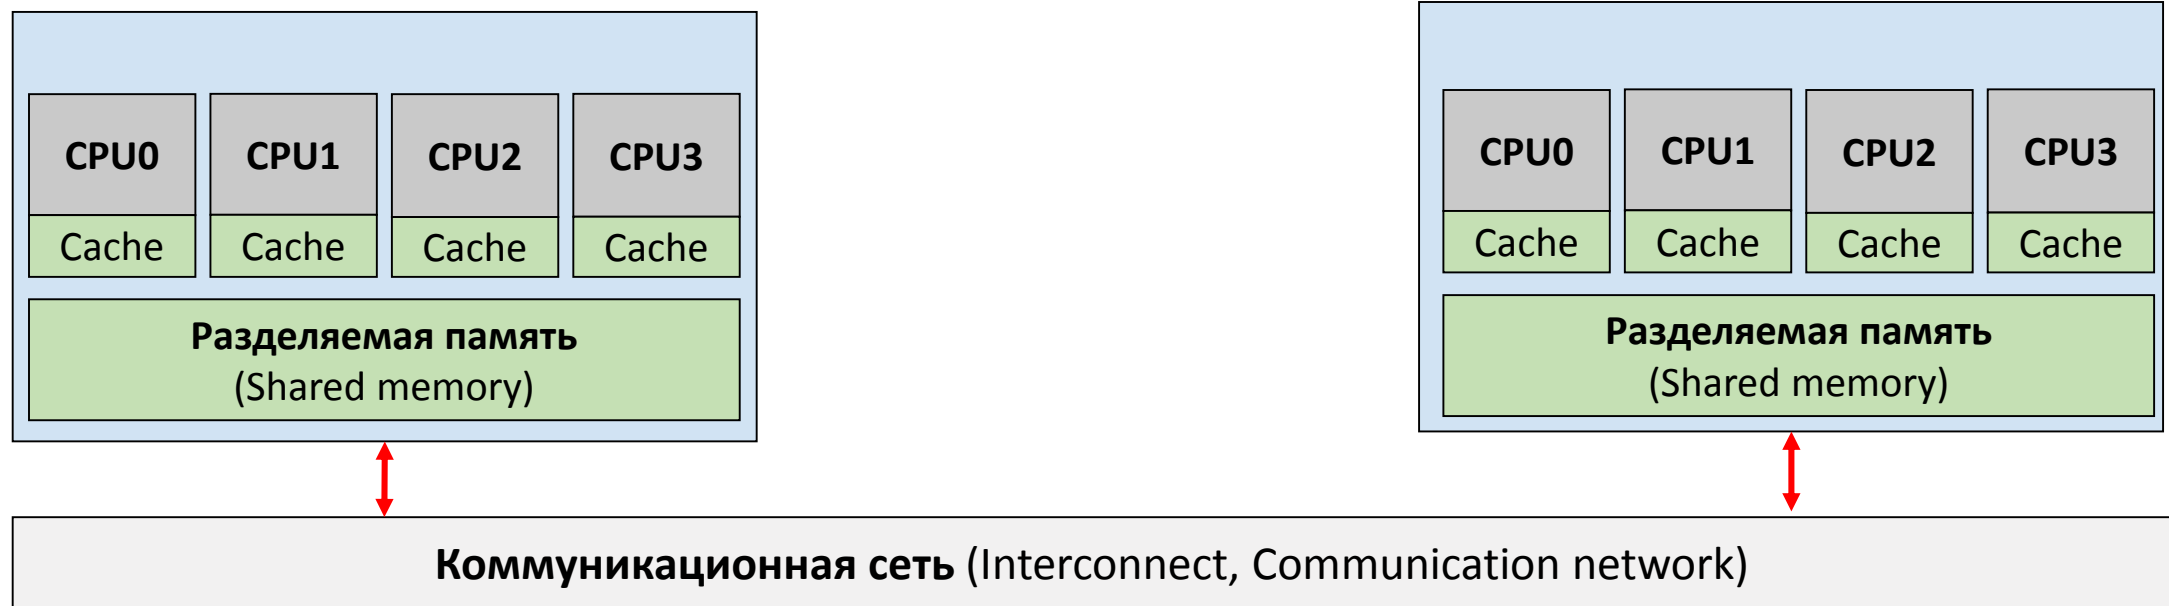 CPU0 CPU1 CPU2 CPU3
Cache Cache Cache Cache
Разделяемая память
(Shared memory)
CPU0 CPU1 CPU2 CPU3
Cache Cache Cache Cache
Разделяемая память
(Shared memory)
Коммуникационная сеть (Interconnect, Communication network)